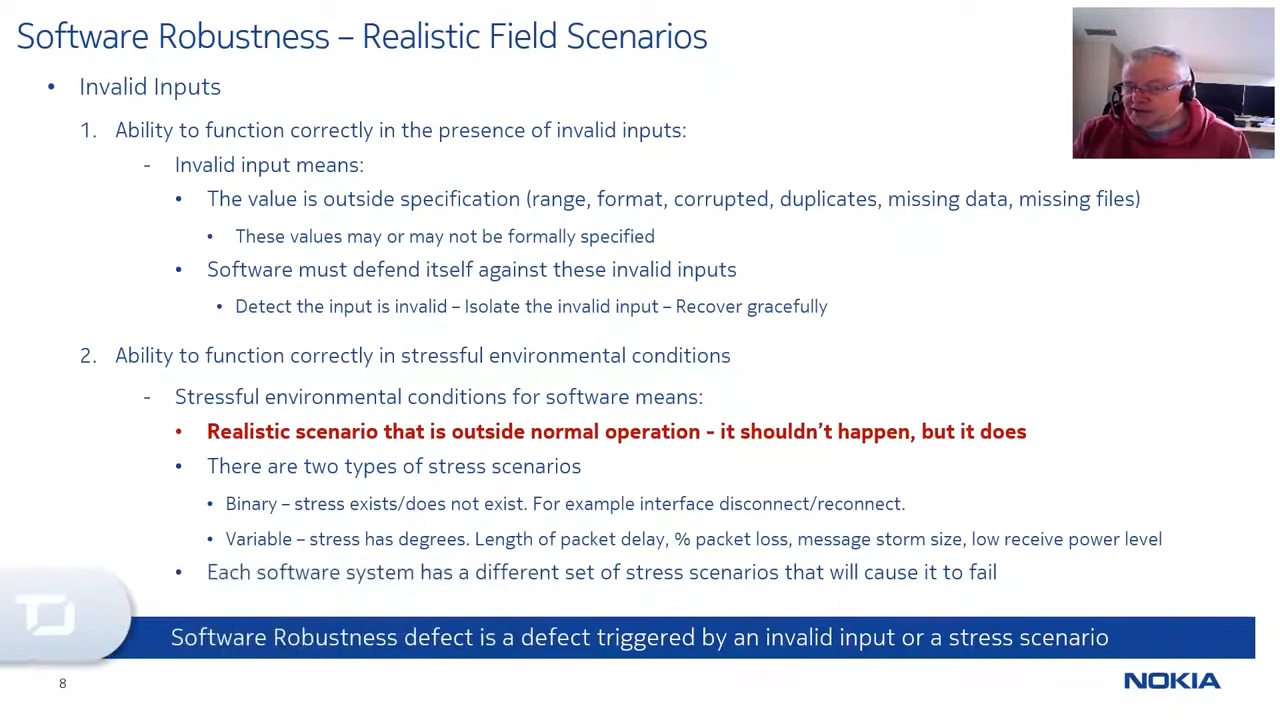 Software Robustness – Realistic Field Scenarios
• Invalid Inputs
1. Ability to function correctly in the presence of invalid inputs:
- Invalid input means:
• The value is outside specification (range, format, corrupted, duplicates, missing data, missing files)
• These values may or may not be formally specified
• Software must defend itself against these invalid inputs
• Detect the input is invalid – Isolate the invalid input – Recover gracefully
2. Ability to function correctly in stressful environmental conditions
- Stressful environmental conditions for software means:
• Realistic scenario that is outside normal operation - it shouldn't happen, but it does
• There are two types of stress scenarios
• Binary – stress exists/does not exist. For example interface disconnect/reconnect.
• Variable – stress has degrees. Length of packet delay, % packet loss, message storm size, low receive power level
• Each software system has a different set of stress scenarios that will cause it to fail
Software Robustness defect is a defect triggered by an invalid input or a stress scenario
8
NOKIA